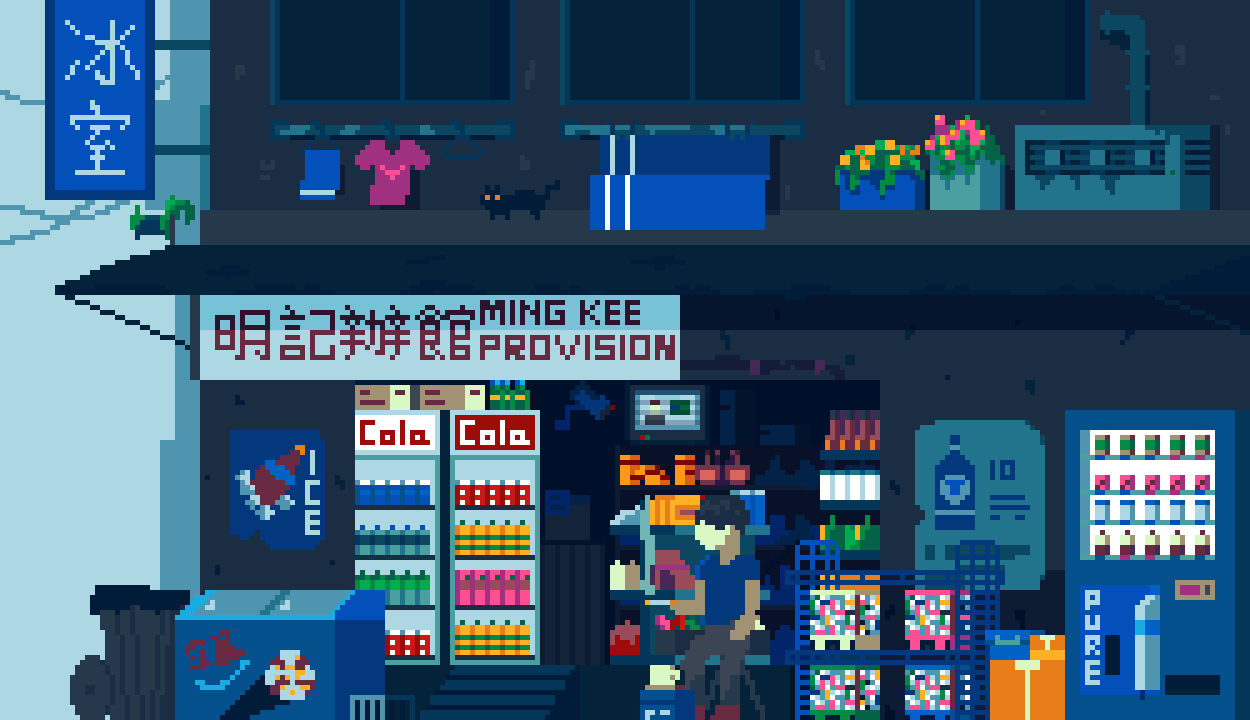 冰室
明記辦館
MING KEE
PROVISION
Cola
Cola
ICE
10
PURE